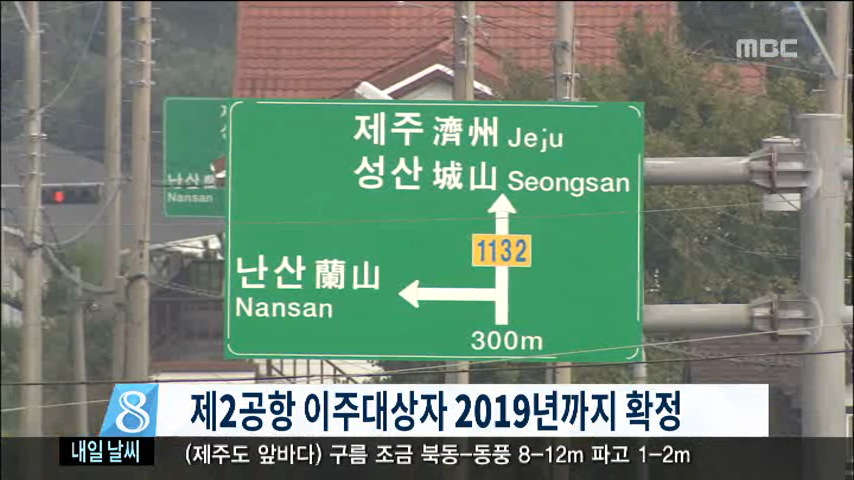 MBC
제주 濟州 Jeju
성산 城山 Seongsan
1132
난산 蘭山
Nansan
300m
난산
Nansan
8 제2공항 이주대상자 2019년까지 확정
내일 날씨 (제주도 앞바다) 구름 조금 북동-동풍 8-12m 파고 1-2m